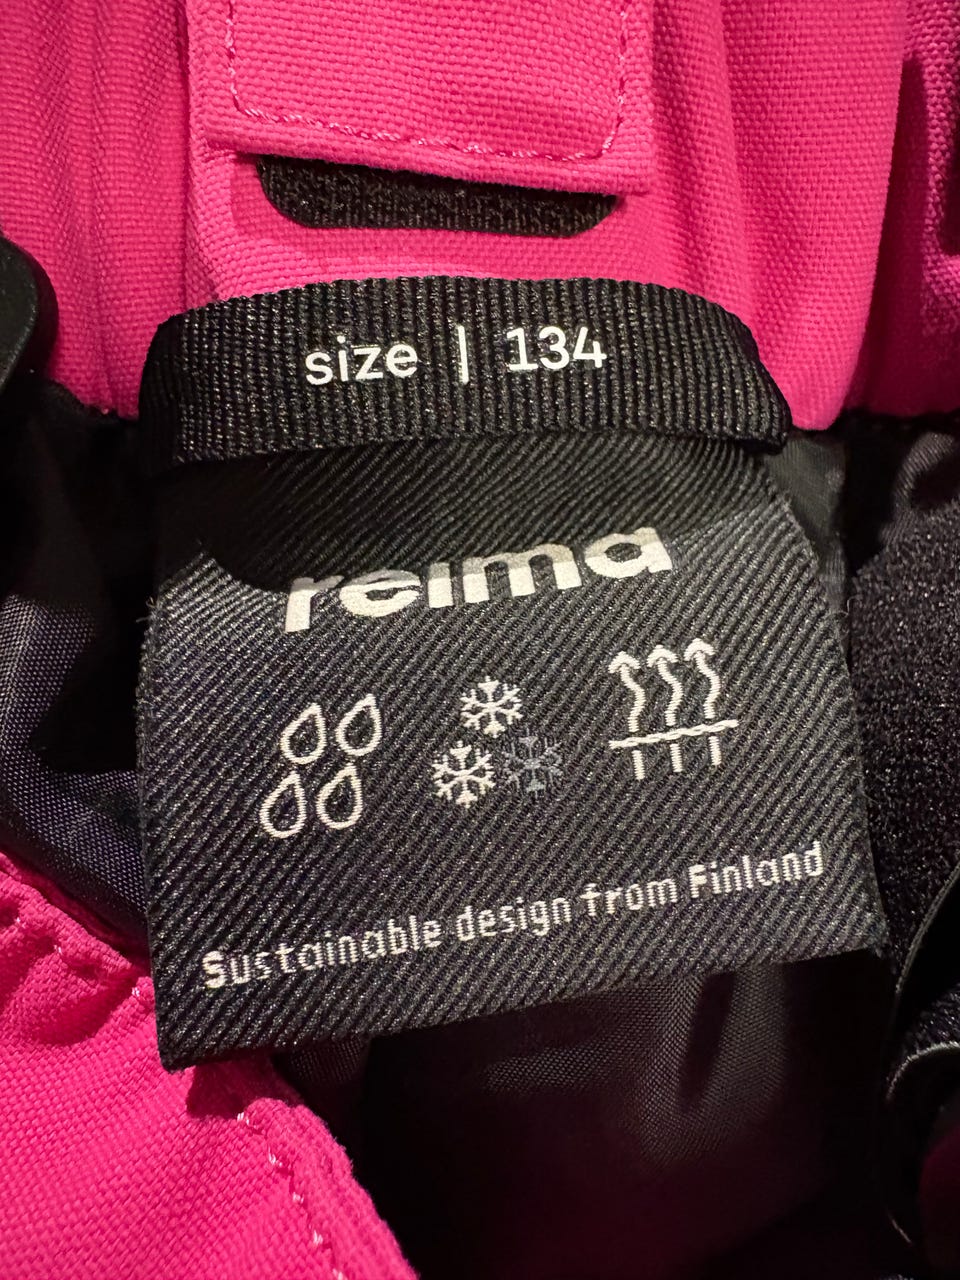 size | 134
reima
Sustainable design from Finland